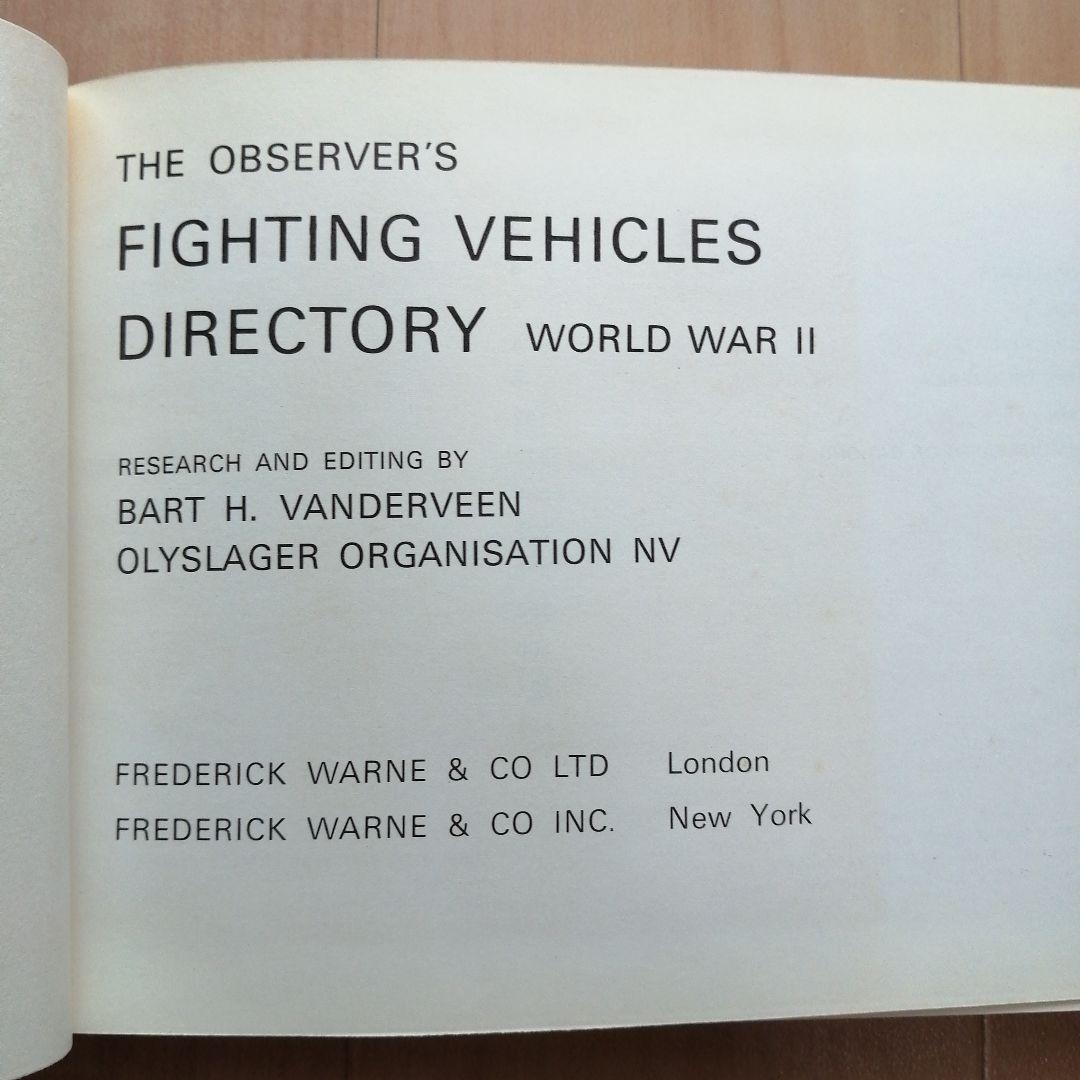 THE OBSERVER'S
FIGHTING VEHICLES
DIRECTORY WORLD WAR II
RESEARCH AND EDITING BY
BART H. VANDERVEEN
OLYSLAGER ORGANISATION NV
FREDERICK WARNE & CO LTD London
FREDERICK WARNE & CO INC. New York